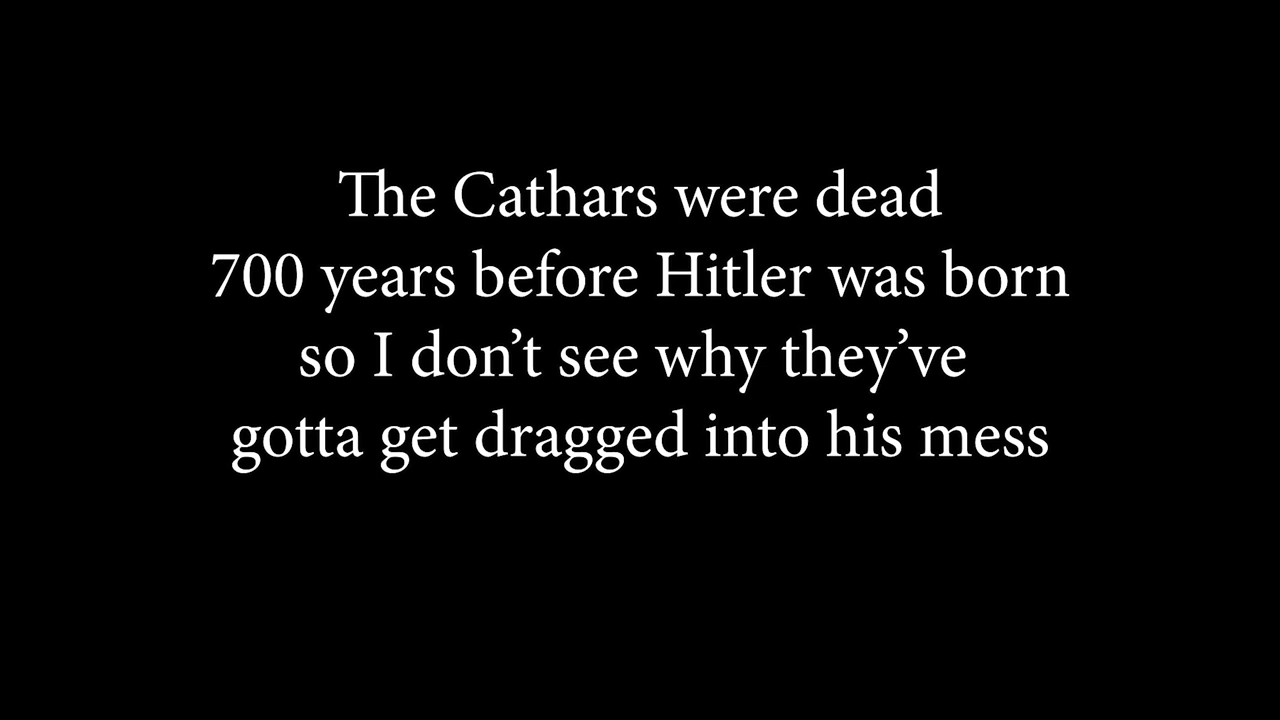 The Cathars were dead
700 years before Hitler was born
so I don’t see why they’ve
gotta get dragged into his mess